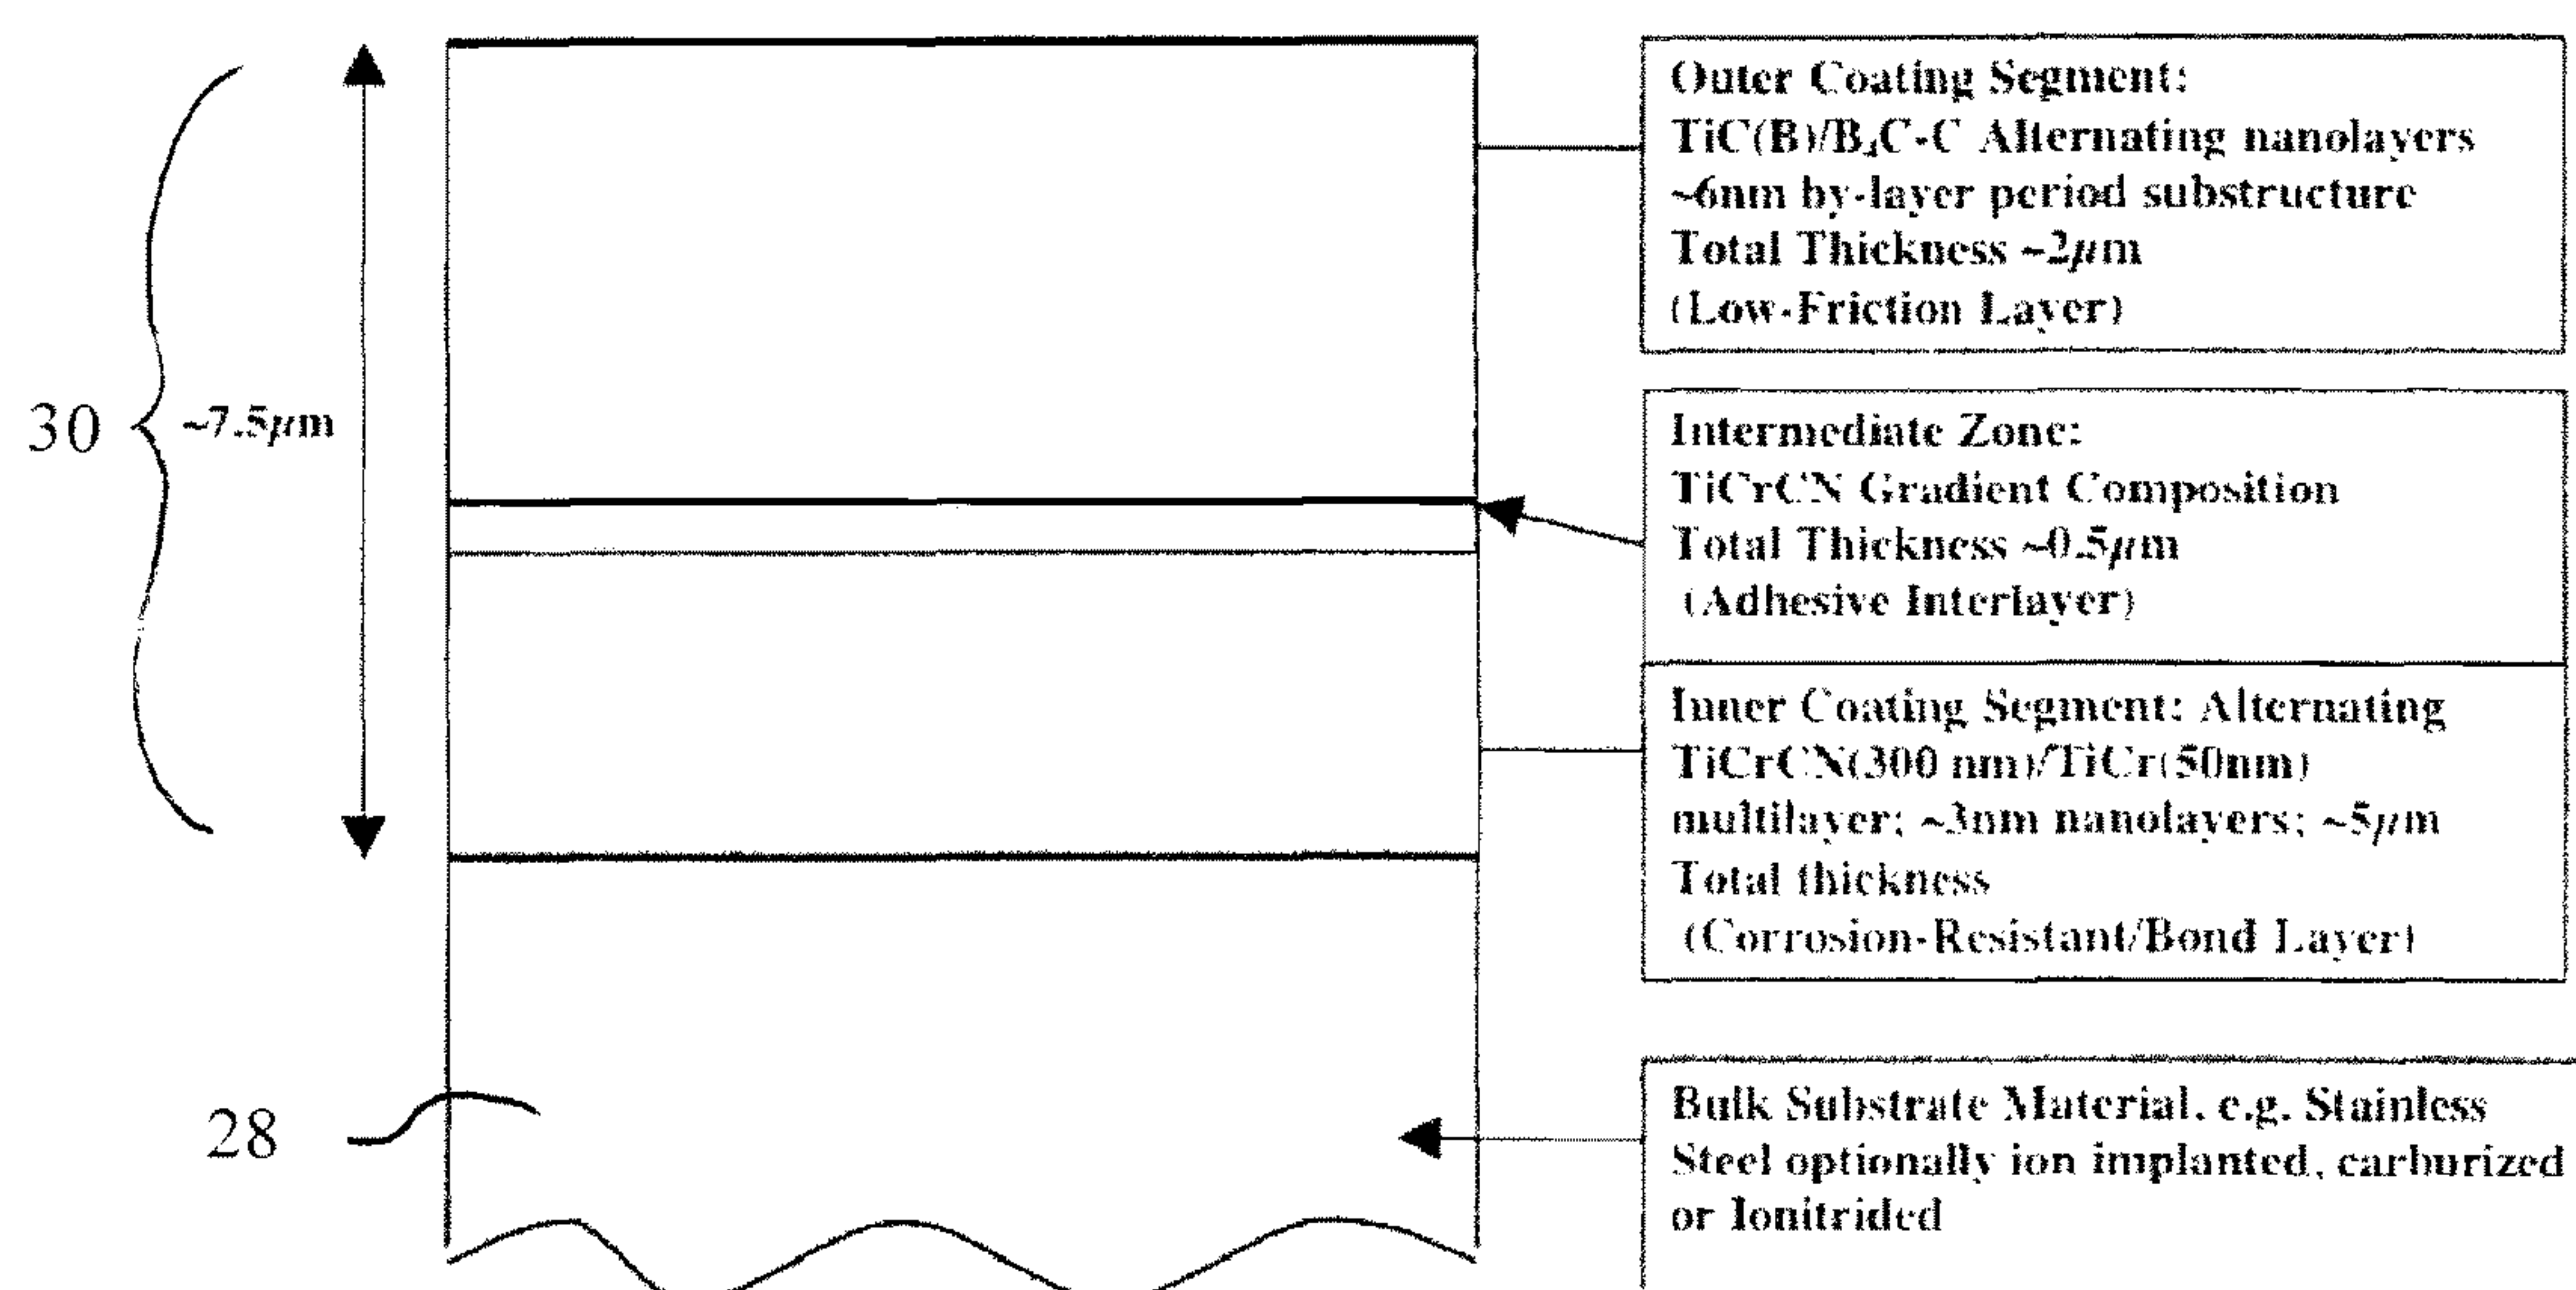 Outer Coating Segment:
TiC(B)/B₄C-C Alternating nanolayers
~6nm by-layer period substructure
Total Thickness ~2μm
(Low-Friction Layer)
30
~7.5μm
Intermediate Zone:
TiCrCN Gradient Composition
Total Thickness ~0.5μm
(Adhesive Interlayer)
Inner Coating Segment: Alternating
TiCrCN(300 nm)/TiCr(50nm)
multilayer; ~3nm nanolayers; ~5μm
Total thickness
(Corrosion-Resistant/Bond Layer)
28
Bulk Substrate Material, e.g. Stainless
Steel optionally ion implanted, carburized
or Ionitrided